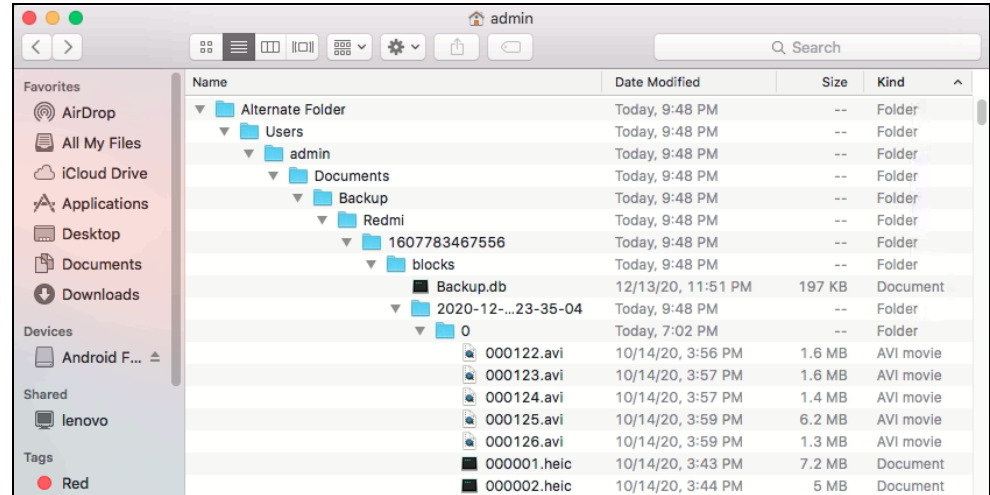 admin
Search
Favorites
AirDrop
All My Files
iCloud Drive
Applications
Desktop
Documents
Downloads
Devices
Android F...
Shared
lenovo
Tags
Red
Name Date Modified Size Kind
Alternate Folder Today, 9:48 PM -- Folder
Users Today, 9:48 PM -- Folder
admin Today, 9:48 PM -- Folder
Documents Today, 9:48 PM -- Folder
Backup Today, 9:48 PM -- Folder
Redmi Today, 9:48 PM -- Folder
1607783467556 Today, 9:48 PM -- Folder
blocks Today, 9:48 PM -- Folder
Backup.db 12/13/20, 11:51 PM 197 KB Document
2020-12-...23-35-04 Today, 9:48 PM -- Folder
0 Today, 7:02 PM -- Folder
000122.avi 10/14/20, 3:56 PM 1.6 MB AVI movie
000123.avi 10/14/20, 3:57 PM 1.6 MB AVI movie
000124.avi 10/14/20, 3:57 PM 1.4 MB AVI movie
000125.avi 10/14/20, 3:59 PM 6.2 MB AVI movie
000126.avi 10/14/20, 3:59 PM 1.3 MB AVI movie
000001.heic 10/14/20, 3:43 PM 7.2 MB Document
000002.heic 10/14/20, 3:44 PM 5 MB Document